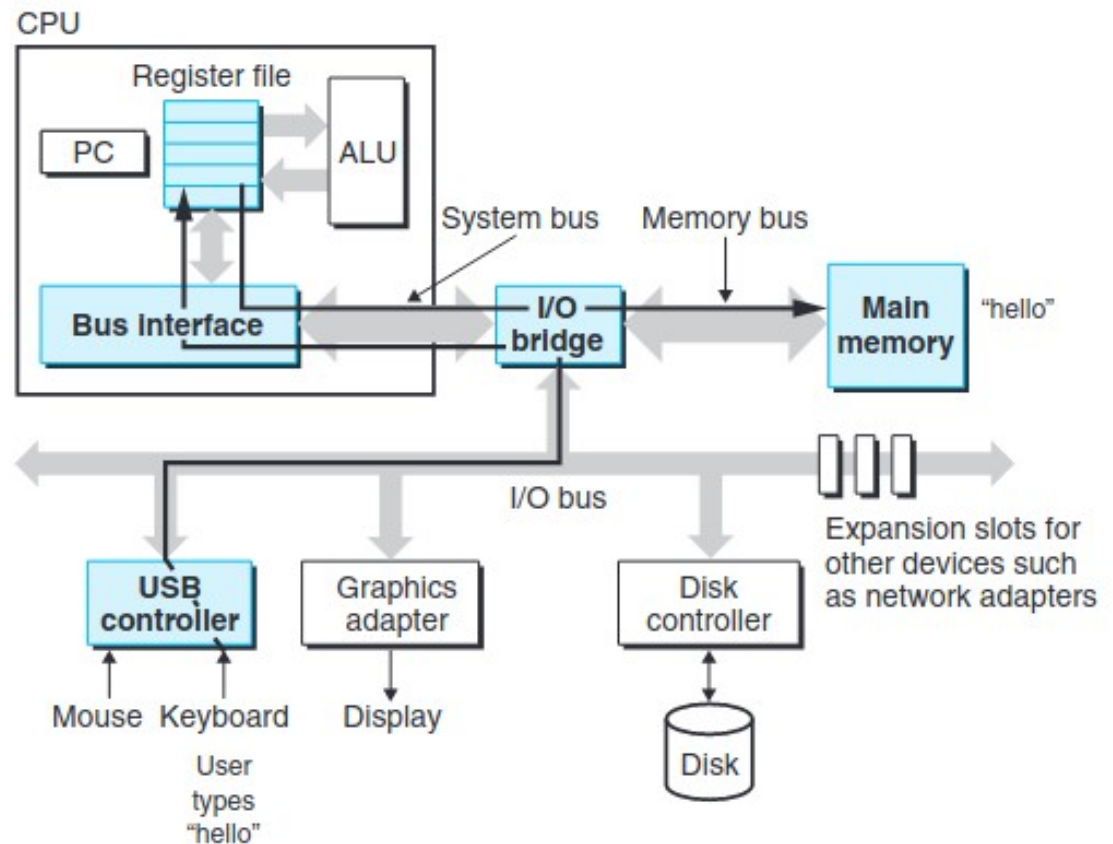 CPU
Register file
PC
ALU
System bus
Memory bus
Bus interface
I/O
bridge
Main
memory
“hello”
I/O bus
Expansion slots for
other devices such
as network adapters
USB
controller
Graphics
adapter
Disk
controller
Mouse
Keyboard
Display
Disk
User
types
“hello”